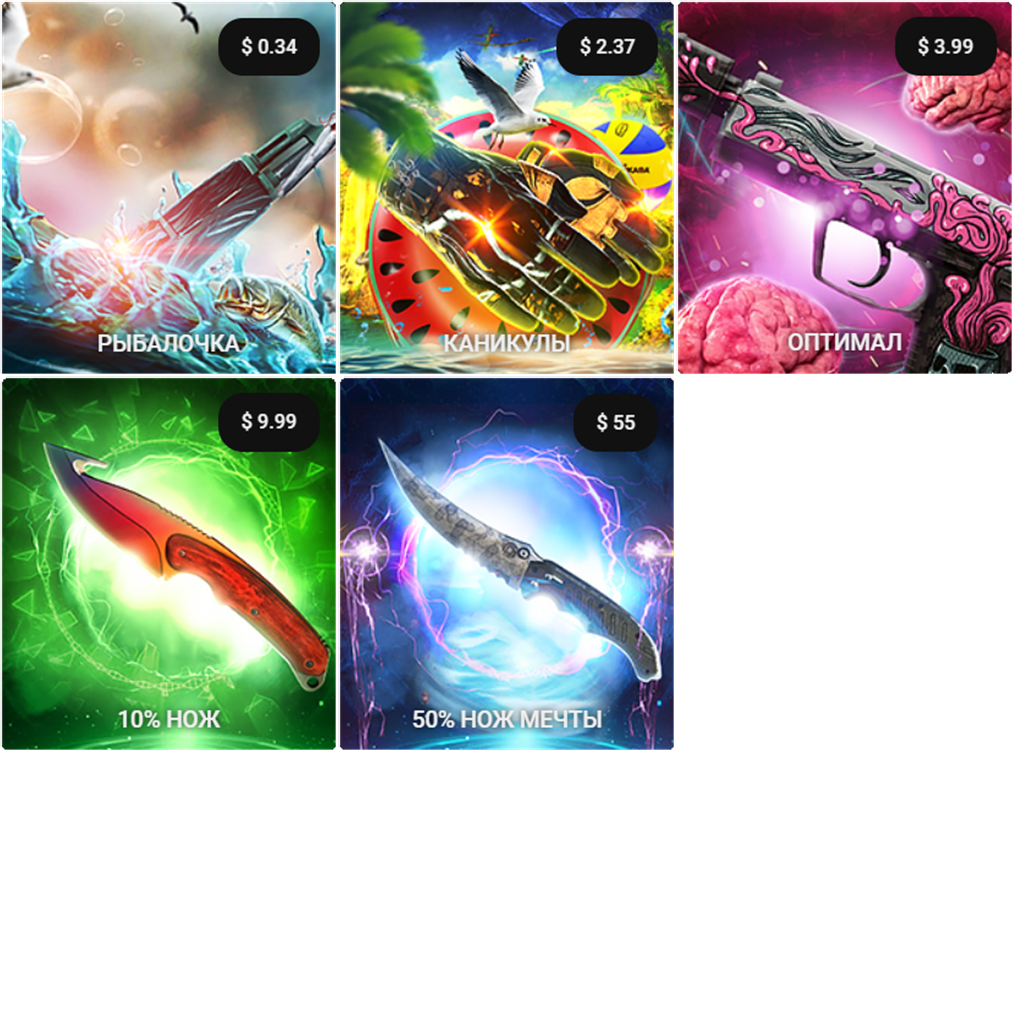 $ 0.34
РЫБАЛОЧКА
$ 2.37
КАНИКУЛЫ
$ 3.99
ОПТИМАЛ
$ 9.99
10% НОЖ
$ 55
50% НОЖ МЕЧТЫ